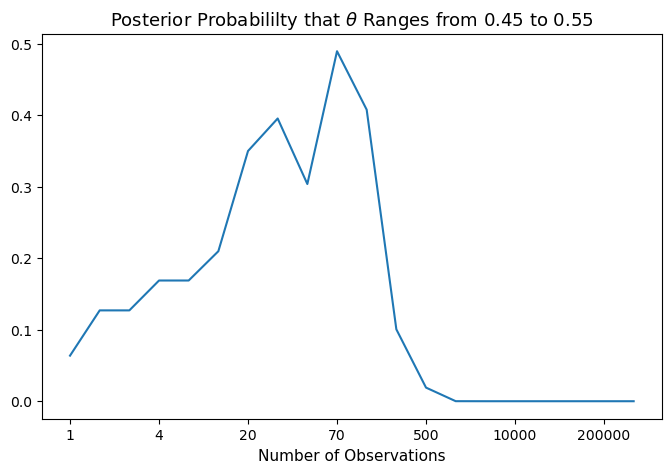 Posterior Probabililty that θ Ranges from 0.45 to 0.55
0.5
0.4
0.3
0.2
0.1
0.0
1 4 20 70 500 10000 200000
Number of Observations